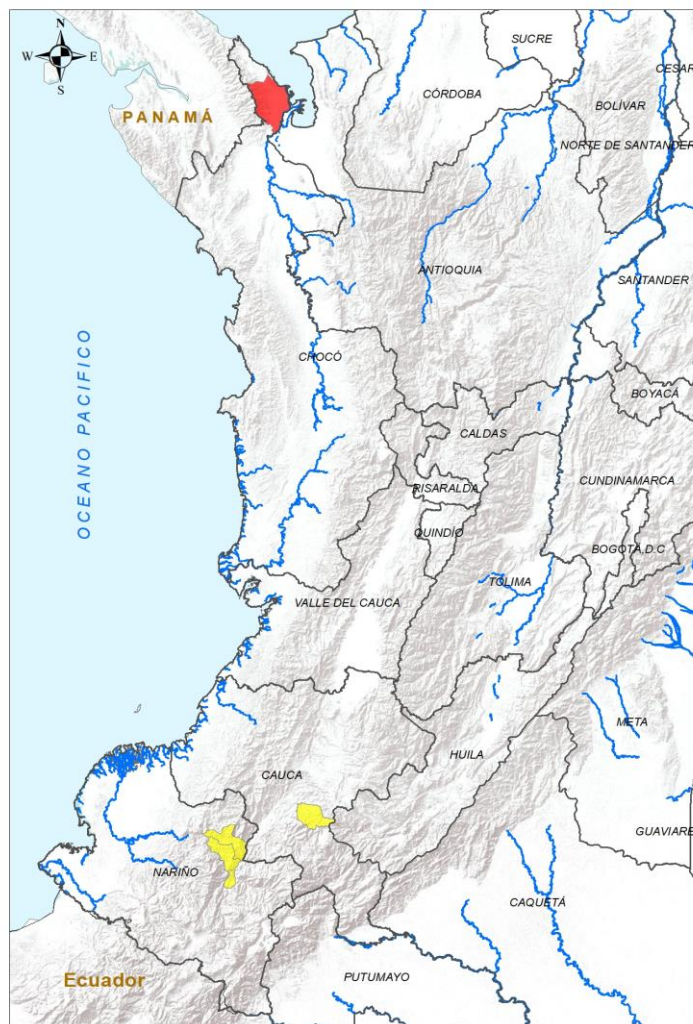 N
W E
S
PANAMÁ
SUCRE
CESAR
CÓRDOBA
BOLÍVAR
NORTE DE SANTANDER
ANTIOQUIA
SANTANDER
OCEANO PACIFICO
CHOCÓ
BOYACÁ
CALDAS
CUNDINAMARCA
RISARALDA
QUINDÍO
BOGOTÁ, D.C
TOLIMA
VALLE DEL CAUCA
META
HUILA
CAUCA
GUAVIARE
NARIÑO
CAQUETÁ
Ecuador
PUTUMAYO